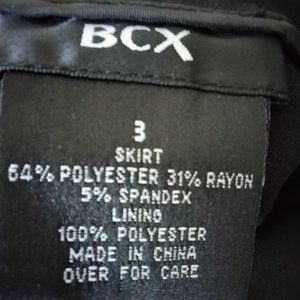 BCX
3
SKIRT
64% POLYESTER 31% RAYON
5% SPANDEX
LINING
100% POLYESTER
MADE IN CHINA
OVER FOR CARE